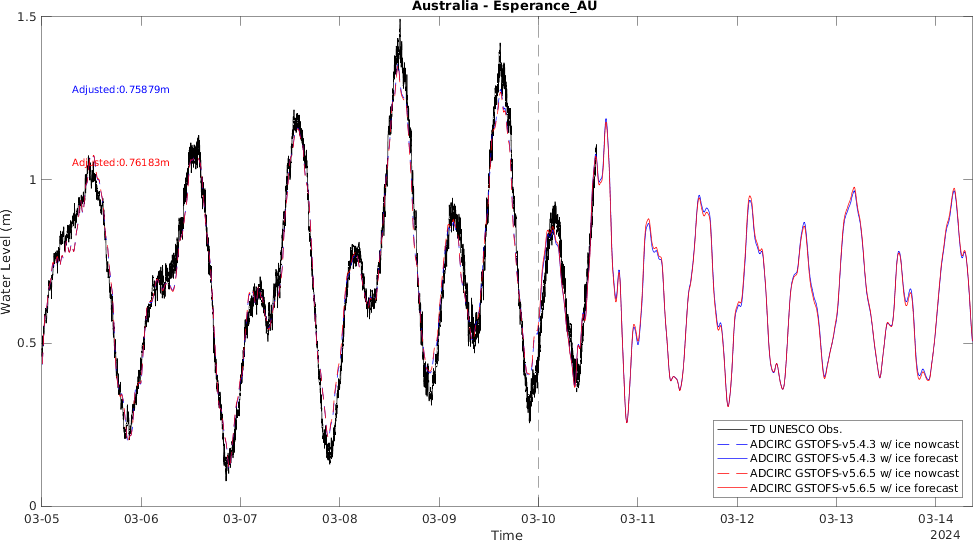 Australia - Esperance_AU
1.5
Adjusted:0.75879m
Adjusted:0.76183m
1
Water Level (m)
0.5
TD UNESCO Obs.
ADCIRC GSTOFS-v5.4.3 w/ ice nowcast
ADCIRC GSTOFS-v5.4.3 w/ ice forecast
ADCIRC GSTOFS-v5.6.5 w/ ice nowcast
ADCIRC GSTOFS-v5.6.5 w/ ice forecast
0
03-05 03-06 03-07 03-08 03-09 03-10 03-11 03-12 03-13 03-14
Time 2024